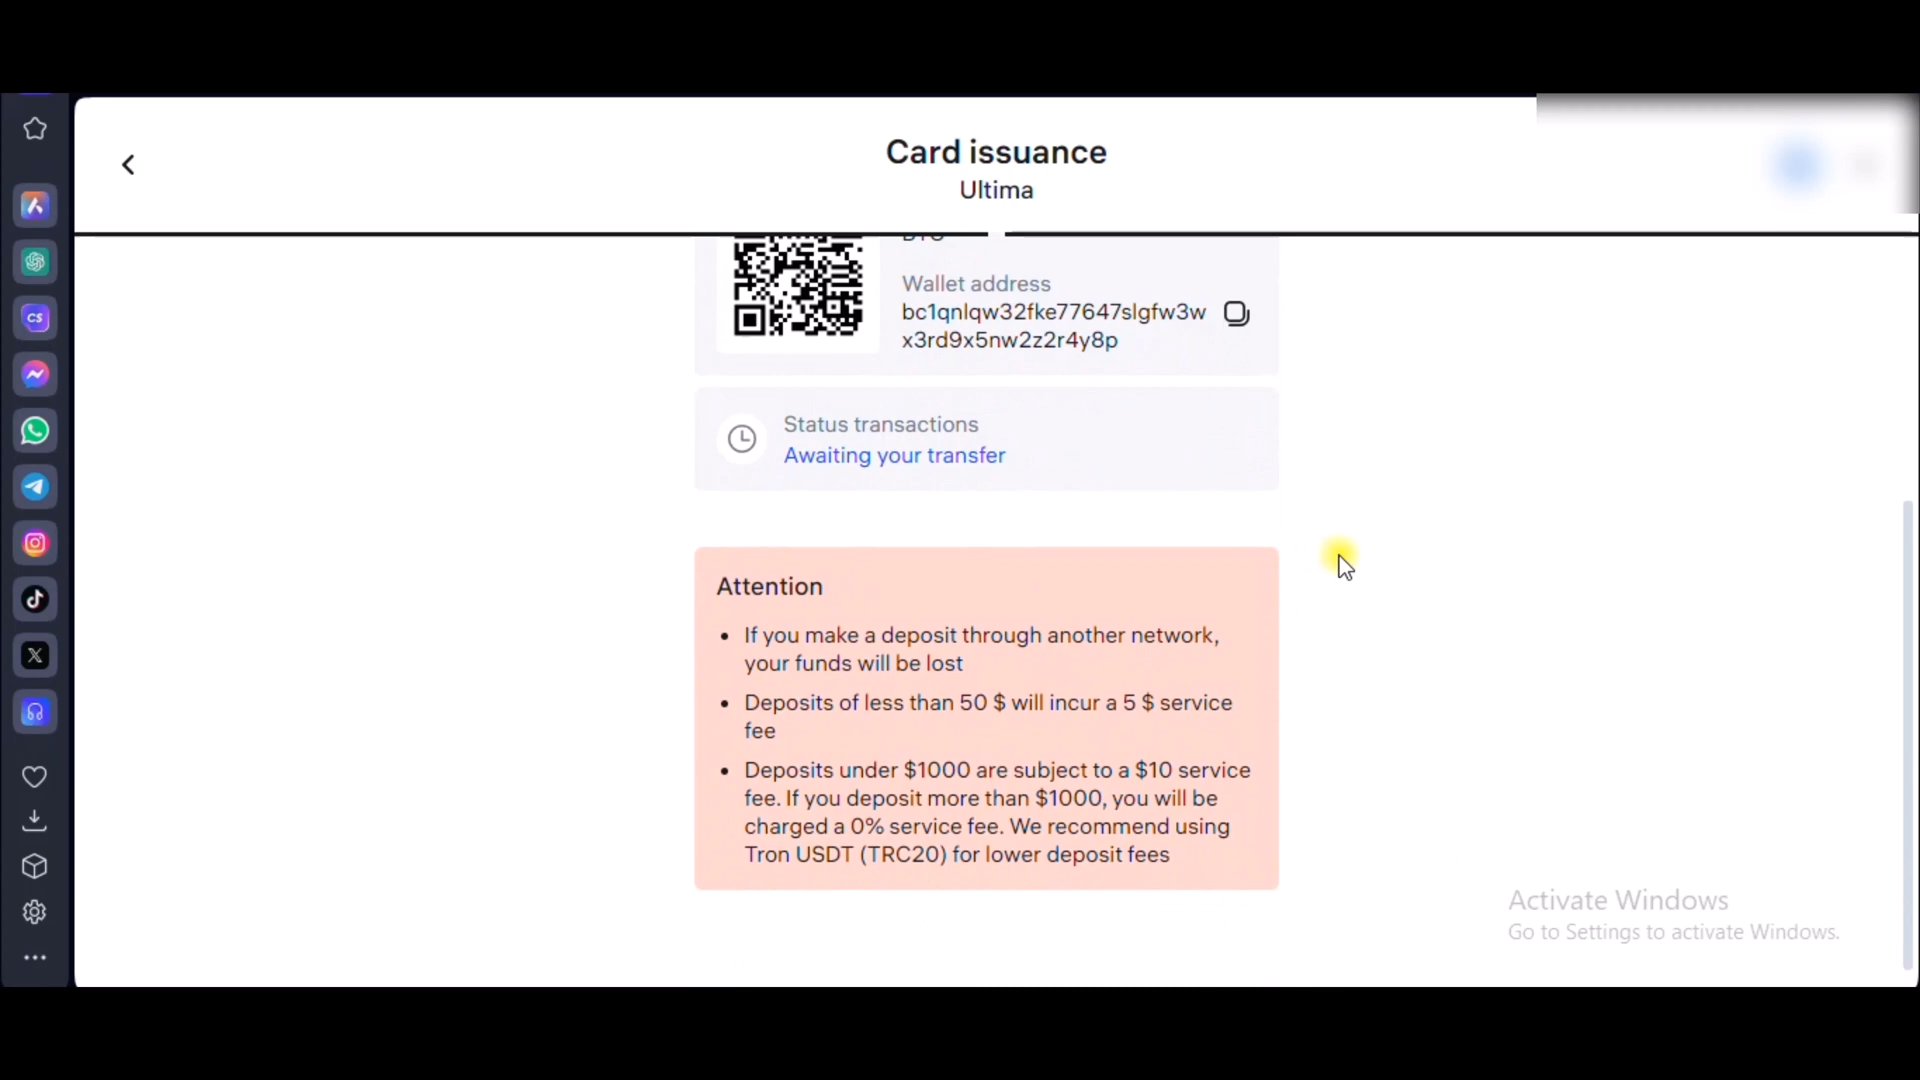 Card issuance
Ultima
Wallet address
bc1qnlqw32fke77647slgfw3w
x3rd9x5nw2z2r4y8p
Status transactions
Awaiting your transfer
Attention
• If you make a deposit through another network,
your funds will be lost
• Deposits of less than 50 $ will incur a 5 $ service
fee
• Deposits under $1000 are subject to a $10 service
fee. If you deposit more than $1000, you will be
charged a 0% service fee. We recommend using
Tron USDT (TRC20) for lower deposit fees
Activate Windows
Go to Settings to activate Windows.
CS